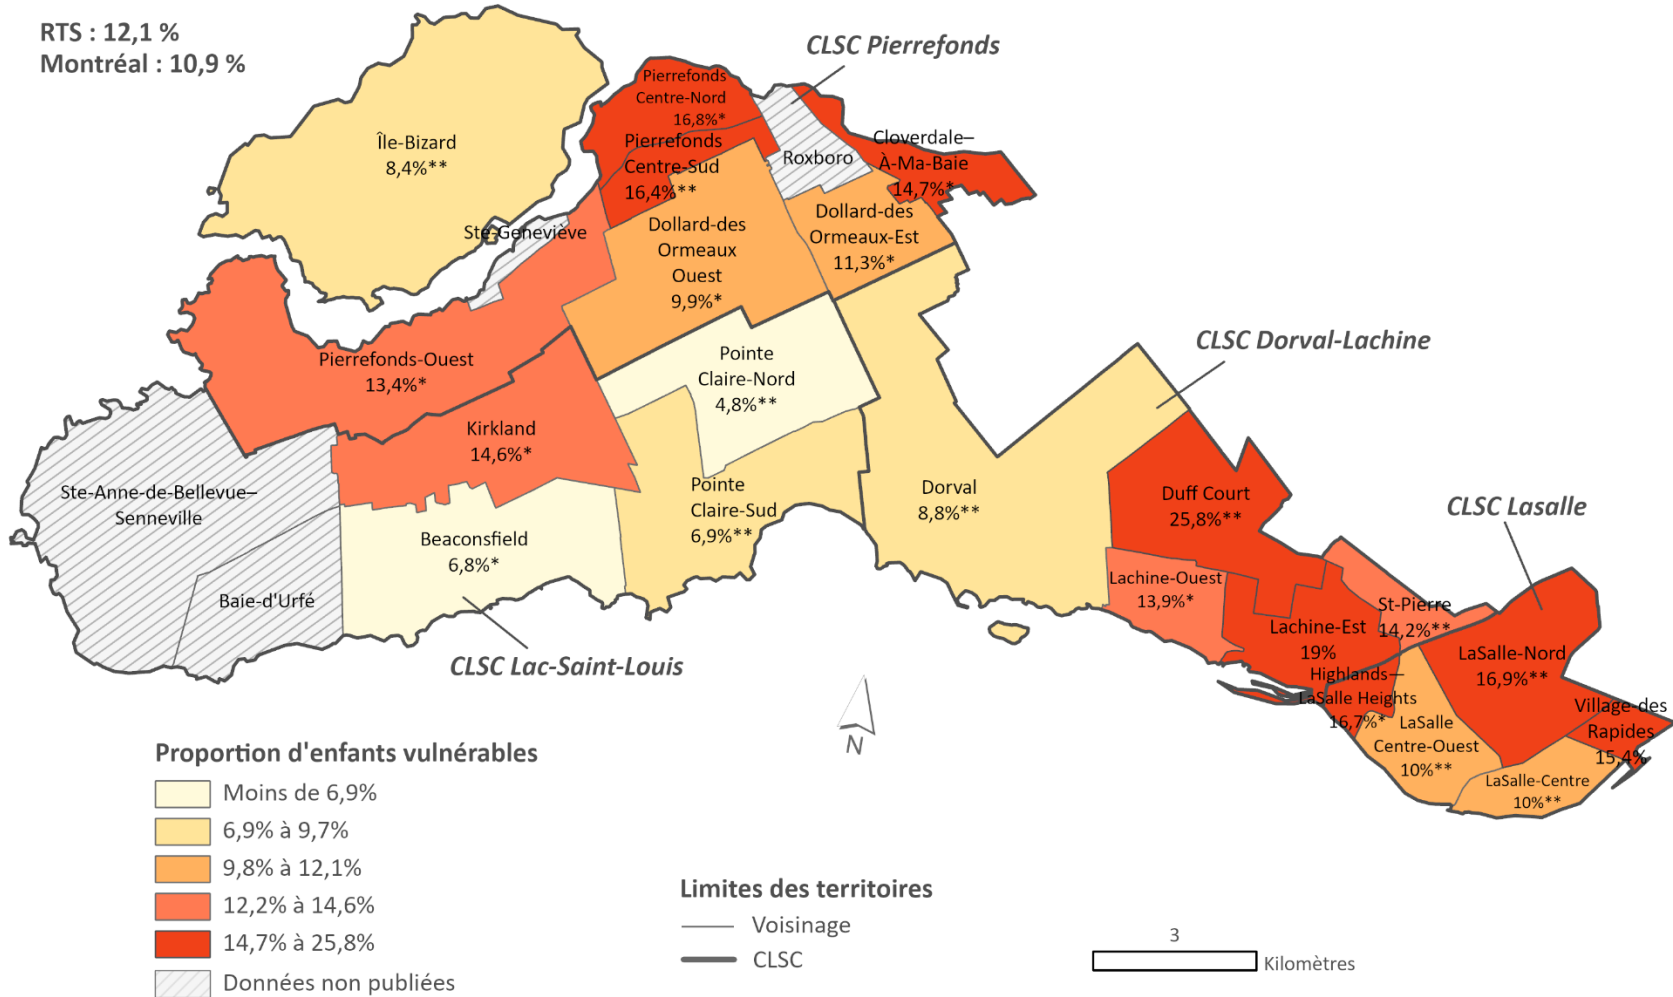 RTS : 12,1 %
Montréal : 10,9 %
CLSC Pierrefonds
Pierrefonds
Centre-Nord
16,8%*
Île-Bizard
8,4%**
Pierrefonds
Centre-Sud
16,4%**
Roxboro
Cloverdale–
À-Ma-Baie
14,7%*
Ste-Geneviève
Dollard-des
Ormeaux
Ouest
9,9%*
Dollard-des
Ormeaux-Est
11,3%*
Pierrefonds-Ouest
13,4%*
Pointe
Claire-Nord
4,8%**
CLSC Dorval-Lachine
Kirkland
14,6%*
Ste-Anne-de-Bellevue–
Senneville
Pointe
Claire-Sud
6,9%**
Dorval
8,8%**
Duff Court
25,8%**
CLSC Lasalle
Beaconsfield
6,8%*
Baie-d'Urfé
Lachine-Ouest
13,9%*
St-Pierre
14,2%**
Lachine-Est
19%
LaSalle-Nord
16,9%**
CLSC Lac-Saint-Louis
Highlands–
LaSalle Heights
16,7%*
LaSalle
Centre-Ouest
10%**
Village-des
Rapides
15,4%
LaSalle-Centre
10%**
N
Proportion d'enfants vulnérables
Moins de 6,9%
6,9% à 9,7%
9,8% à 12,1%
12,2% à 14,6%
14,7% à 25,8%
Données non publiées
Limites des territoires
Voisinage
CLSC
3
Kilomètres